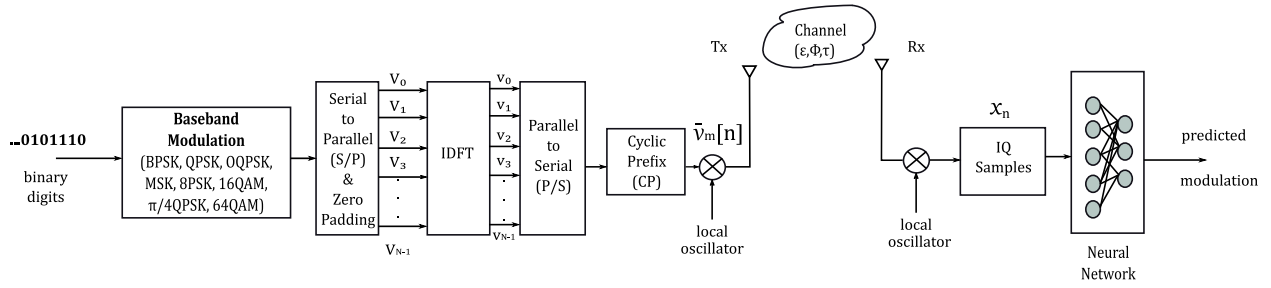 ...0101110
binary
digits
Baseband
Modulation
(BPSK, QPSK, OQPSK,
MSK, 8PSK, 16QAM,
π/4QPSK, 64QAM)
Serial
to
Parallel
(S/P)
&
Zero
Padding
V₀
V₁
V₂
V₃
.
.
.
V_N-1
IDFT
v₀
v₁
v₂
v₃
.
.
.
v_N-1
Parallel
to
Serial
(P/S)
Cyclic
Prefix
(CP)
v̄ₘ[n]
local
oscillator
Tx
Channel
(ε,Φ,τ)
Rx
local
oscillator
xₙ
IQ
Samples
Neural
Network
predicted
modulation